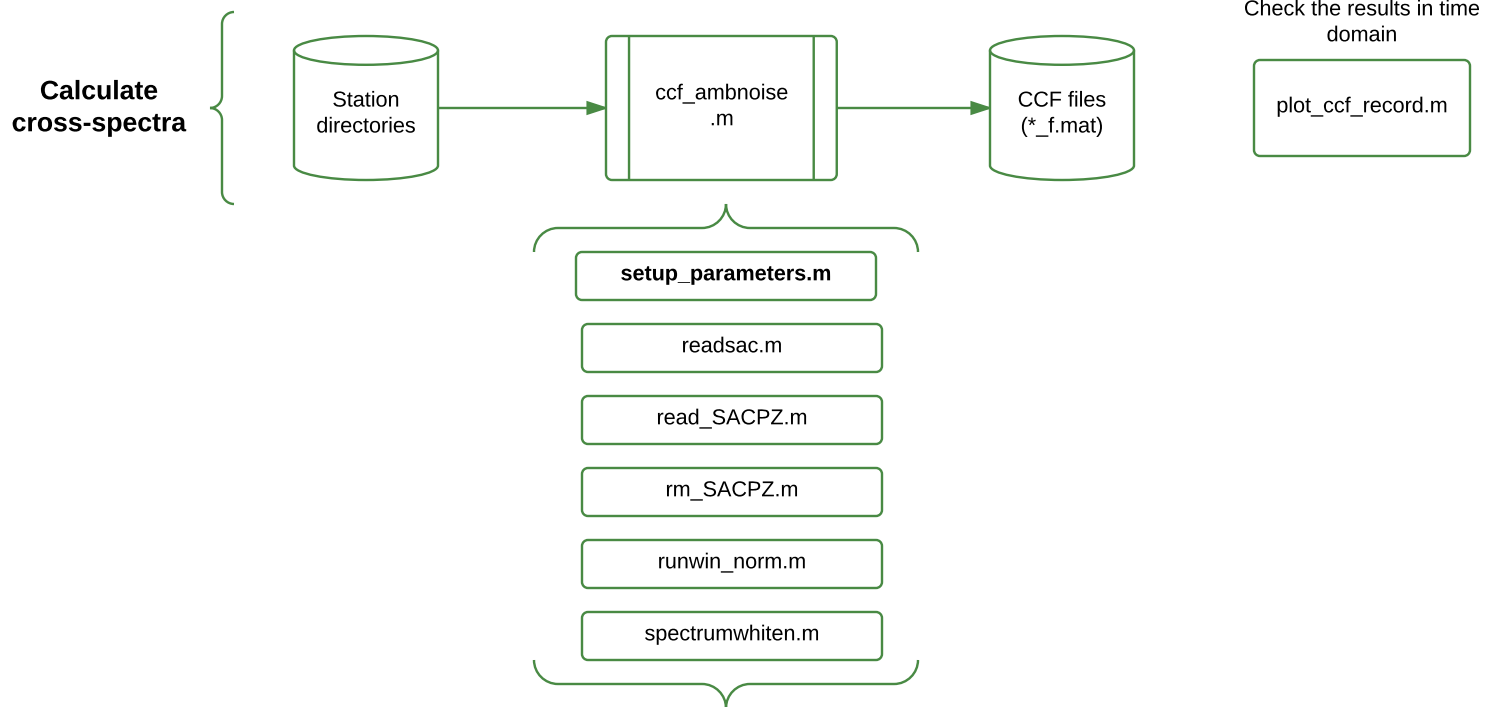 Check the results in time
domain
Calculate
cross-spectra
Station
directories
ccf_ambnoise
.m
CCF files
(*_f.mat)
plot_ccf_record.m
setup_parameters.m
readsac.m
read_SACPZ.m
rm_SACPZ.m
runwin_norm.m
spectrumwhiten.m